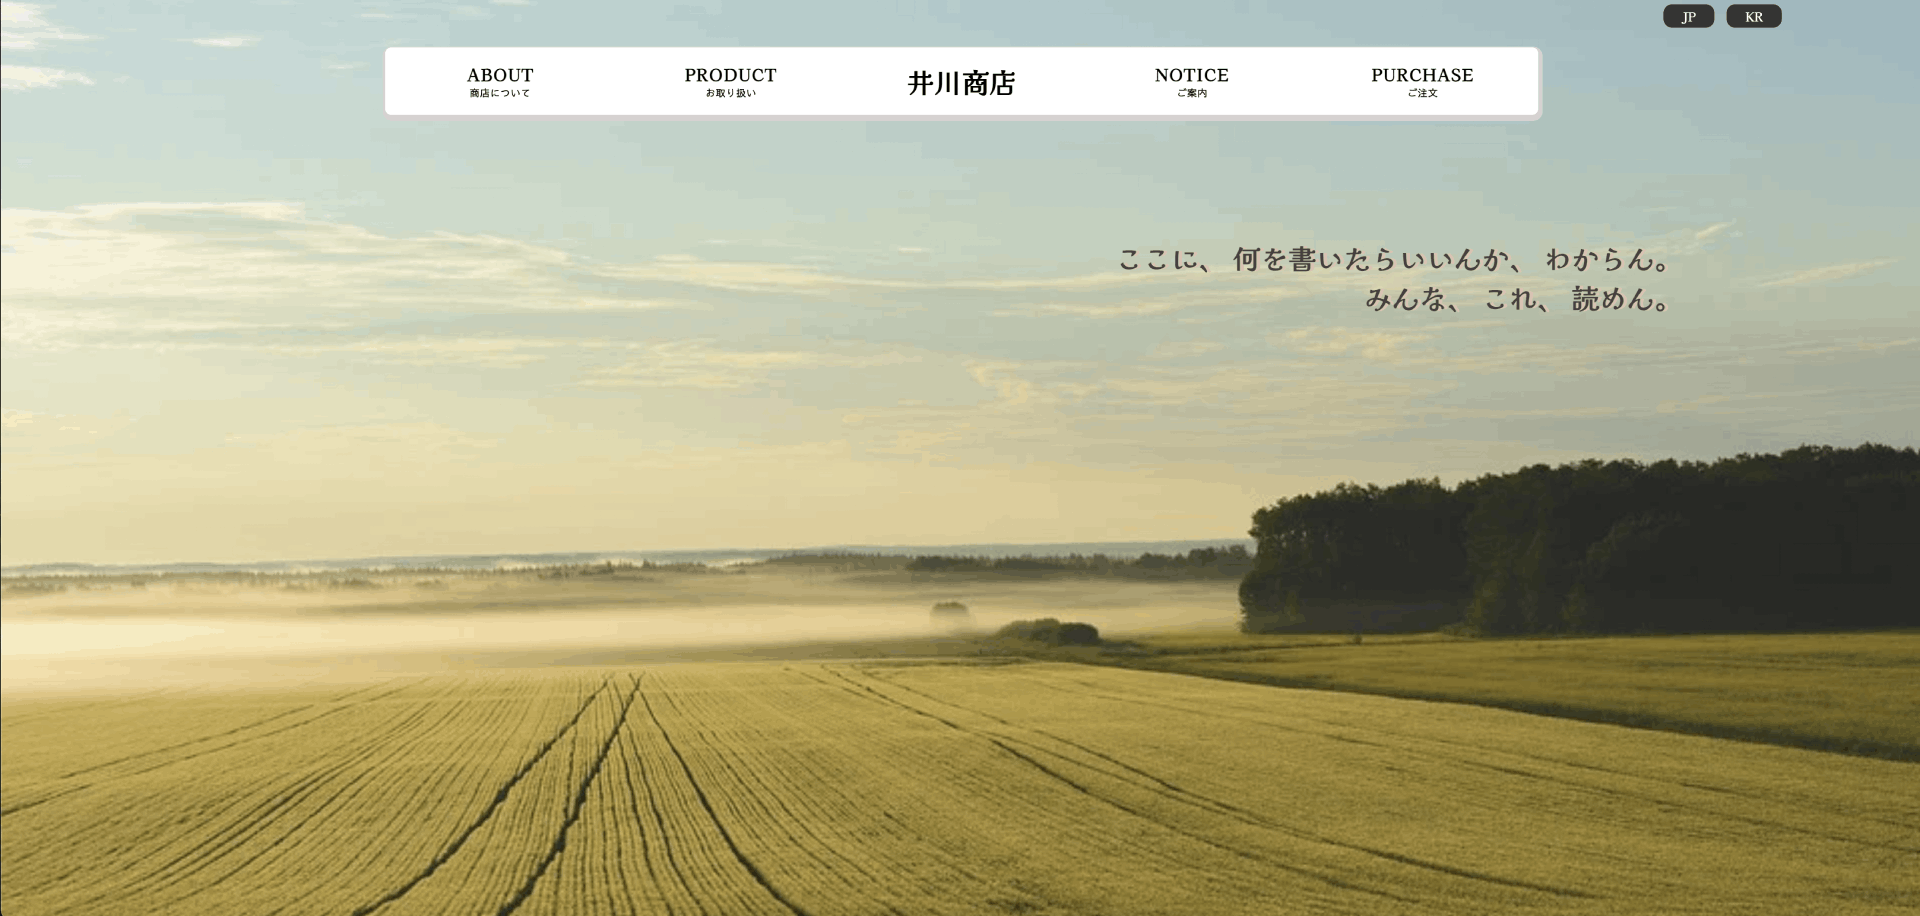 JP KR
ABOUT PRODUCT 井川商店 NOTICE PURCHASE
商店について お取り扱い ご案内 ご注文
ここに、 何を書いたらいいんか、 わからん。
みんな、 これ、 読めん。